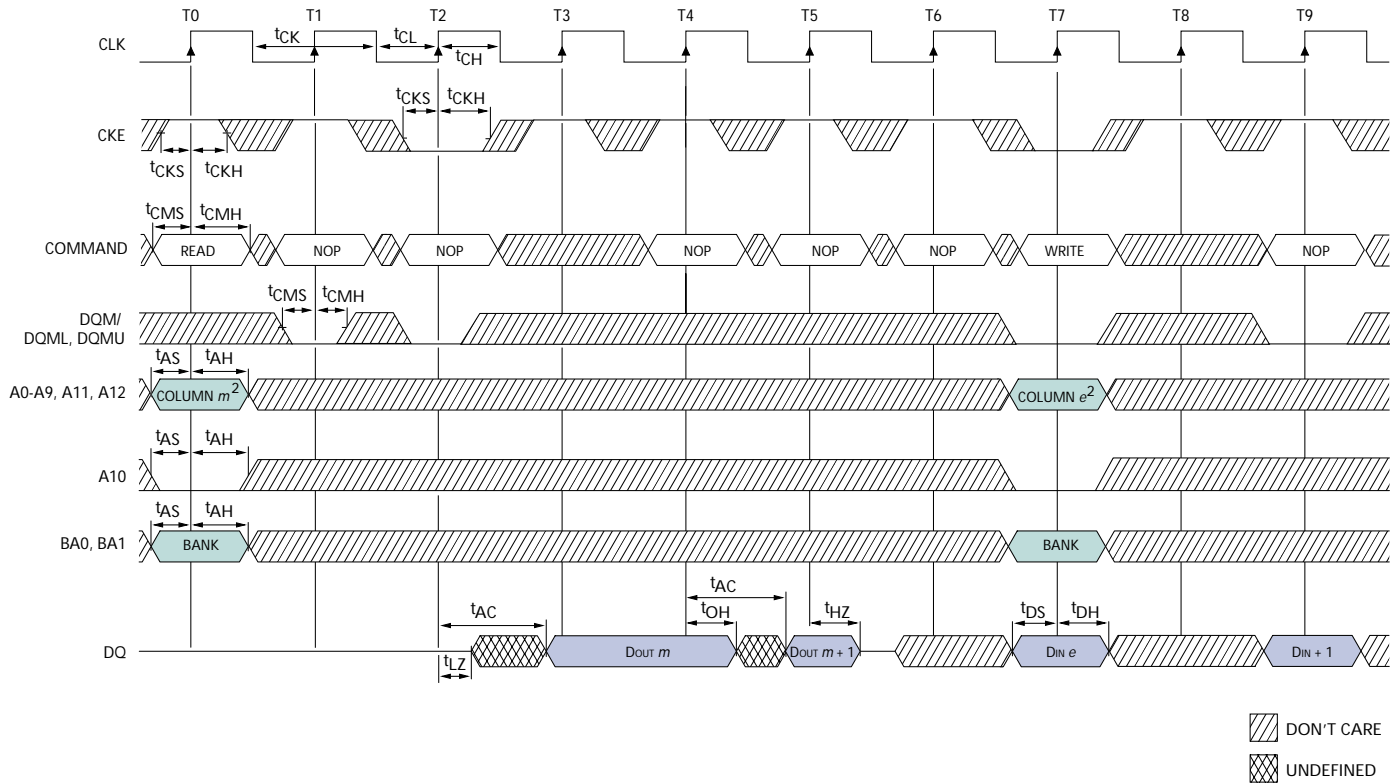 T0 T1 T2 T3 T4 T5 T6 T7 T8 T9
CLK
tCK
tCL
tCH
tCKS tCKH
CKE
tCKS tCKH
tCMS tCMH
COMMAND READ NOP NOP NOP NOP NOP WRITE NOP
tCMS tCMH
DQM/
DQML, DQMU
tAS tAH
A0-A9, A11, A12 COLUMN m2 COLUMN e2
tAS tAH
A10
tAS tAH
BA0, BA1 BANK BANK
tAC
tAC tOH tHZ tDS tDH
DQ DOUT m DOUT m + 1 DIN e DIN + 1
tLZ
DON'T CARE
UNDEFINED